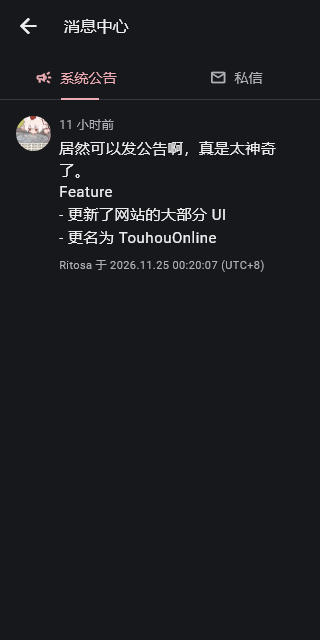 消息中心
系统公告
私信
11 小时前
居然可以发公告啊，真是太神奇
了。
Feature
- 更新了网站的大部分 UI
- 更名为 TouhouOnline
Ritosa 于 2026.11.25 00:20:07 (UTC+8)